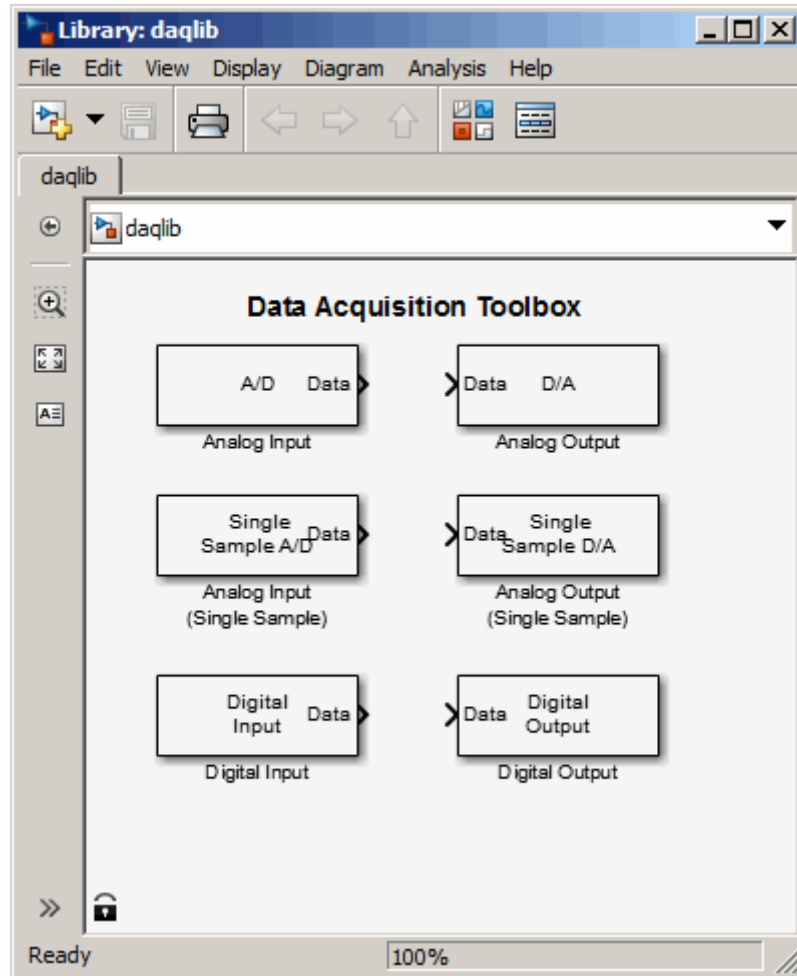 Library: daqlib
File Edit View Display Diagram Analysis Help
daqlib
daqlib
Data Acquisition Toolbox
A/D Data
Data D/A
Analog Input
Analog Output
Single
Sample A/D
Data
Data
Single
Sample D/A
Analog Input
(Single Sample)
Analog Output
(Single Sample)
Digital
Input
Data
Data
Digital
Output
Digital Input
Digital Output
Ready
100%